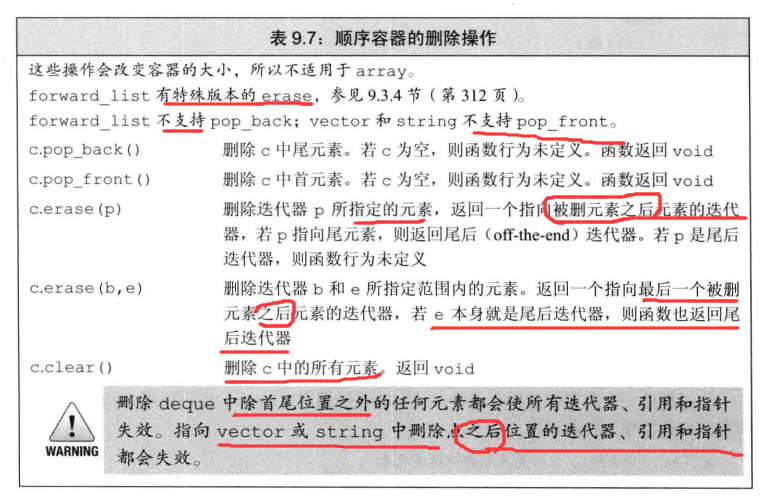 表 9.7：顺序容器的删除操作
这些操作会改变容器的大小，所以不适用于 array。
forward_list 有特殊版本的 erase，参见 9.3.4 节（第 312 页）。
forward_list 不支持 pop_back；vector 和 string 不支持 pop_front。
c.pop_back() 删除 c 中尾元素。若 c 为空，则函数行为未定义。函数返回 void
c.pop_front() 删除 c 中首元素。若 c 为空，则函数行为未定义。函数返回 void
c.erase(p) 删除迭代器 p 所指定的元素，返回一个指向被删元素之后元素的迭代
器，若 p 指向尾元素，则返回尾后（off-the-end）迭代器。若 p 是尾后
迭代器，则函数行为未定义
c.erase(b,e) 删除迭代器 b 和 e 所指定范围内的元素。返回一个指向最后一个被删
元素之后元素的迭代器，若 e 本身就是尾后迭代器，则函数也返回尾
后迭代器
c.clear() 删除 c 中的所有元素。返回 void
删除 deque 中除首尾位置之外的任何元素都会使所有迭代器、引用和指针
失效。指向 vector 或 string 中删除点之后位置的迭代器、引用和指针
都会失效。
WARNING